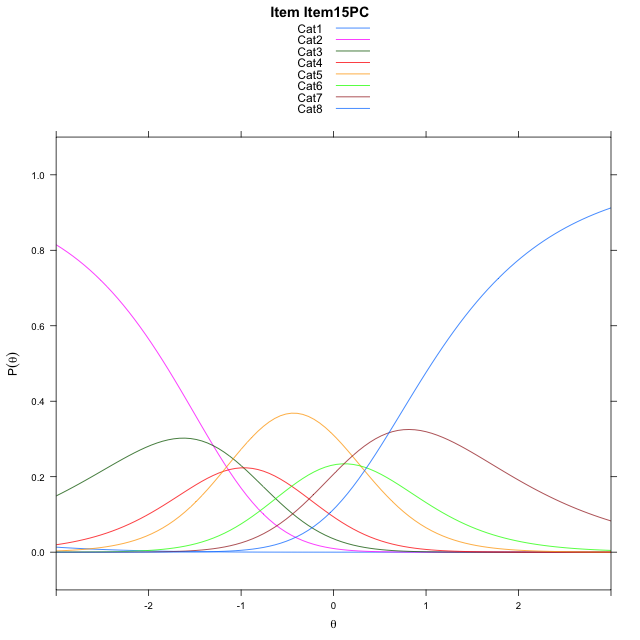 Item Item15PC
Cat1
Cat2
Cat3
Cat4
Cat5
Cat6
Cat7
Cat8
1.0
0.8
0.6
0.4
0.2
0.0
P(θ)
-2
-1
0
1
2
θ